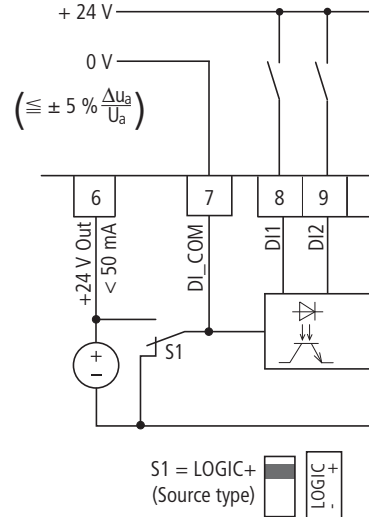 + 24 V
0 V
(≦ ± 5 % Δua/Ua)
6
7
8
9
+24 V Out
< 50 mA
DI_COM
DI1
DI2
+
–
S1
S1 = LOGIC+
(Source type)
LOGIC
+
-